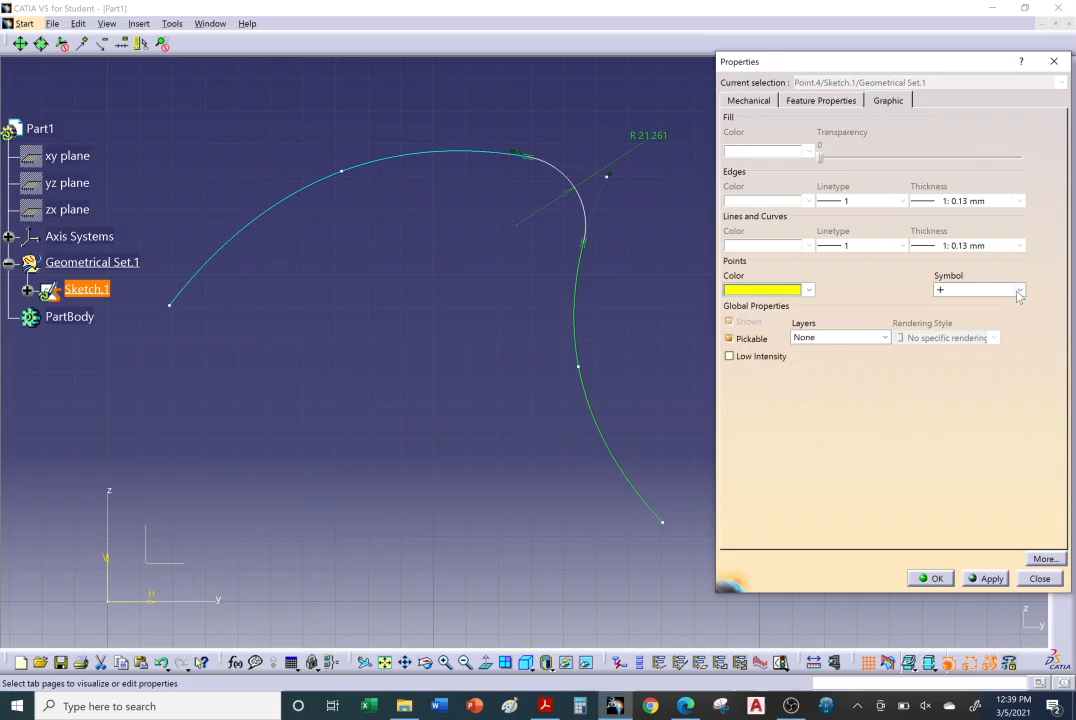 CATIA V5 for Student - [Part1]
Start File Edit View Insert Tools Window Help
Properties
?
Current selection : Point.4/Sketch.1/Geometrical Set.1
Mechanical Feature Properties Graphic
Fill
Color Transparency
0
Edges
Color Linetype Thickness
1 1: 0.13 mm
Lines and Curves
Color Linetype Thickness
1 1: 0.13 mm
Points
Color Symbol
+
Global Properties
Shown Layers Rendering Style
Pickable None No specific rendering
Low Intensity
More...
OK Apply Close
Part1
xy plane
yz plane
zx plane
Axis Systems
Geometrical Set.1
Sketch.1
PartBody
R 21.261
z
V
H
y
z
y
CATIA
Select tab pages to visualize or edit properties
Type here to search
12:39 PM
3/5/2021